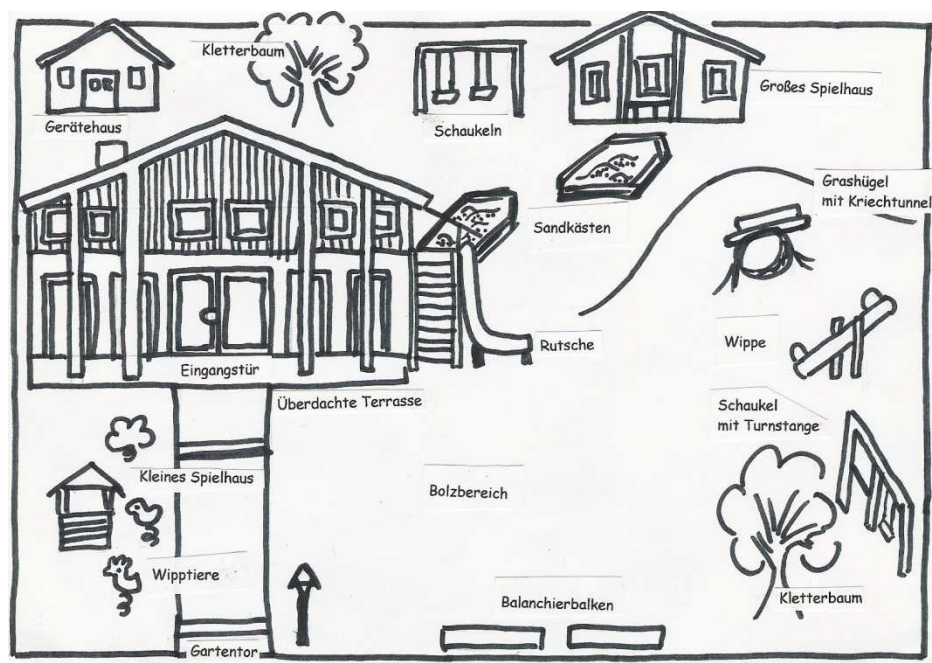 Kletterbaum
Großes Spielhaus
Gerätehaus
Schaukeln
Grashügel
mit Kriechtunnel
Sandkästen
Rutsche
Wippe
Eingangstür
Überdachte Terrasse
Schaukel
mit Turnstange
Kleines Spielhaus
Bolzbereich
Wipptiere
Balanchierbalken
Kletterbaum
Gartentor